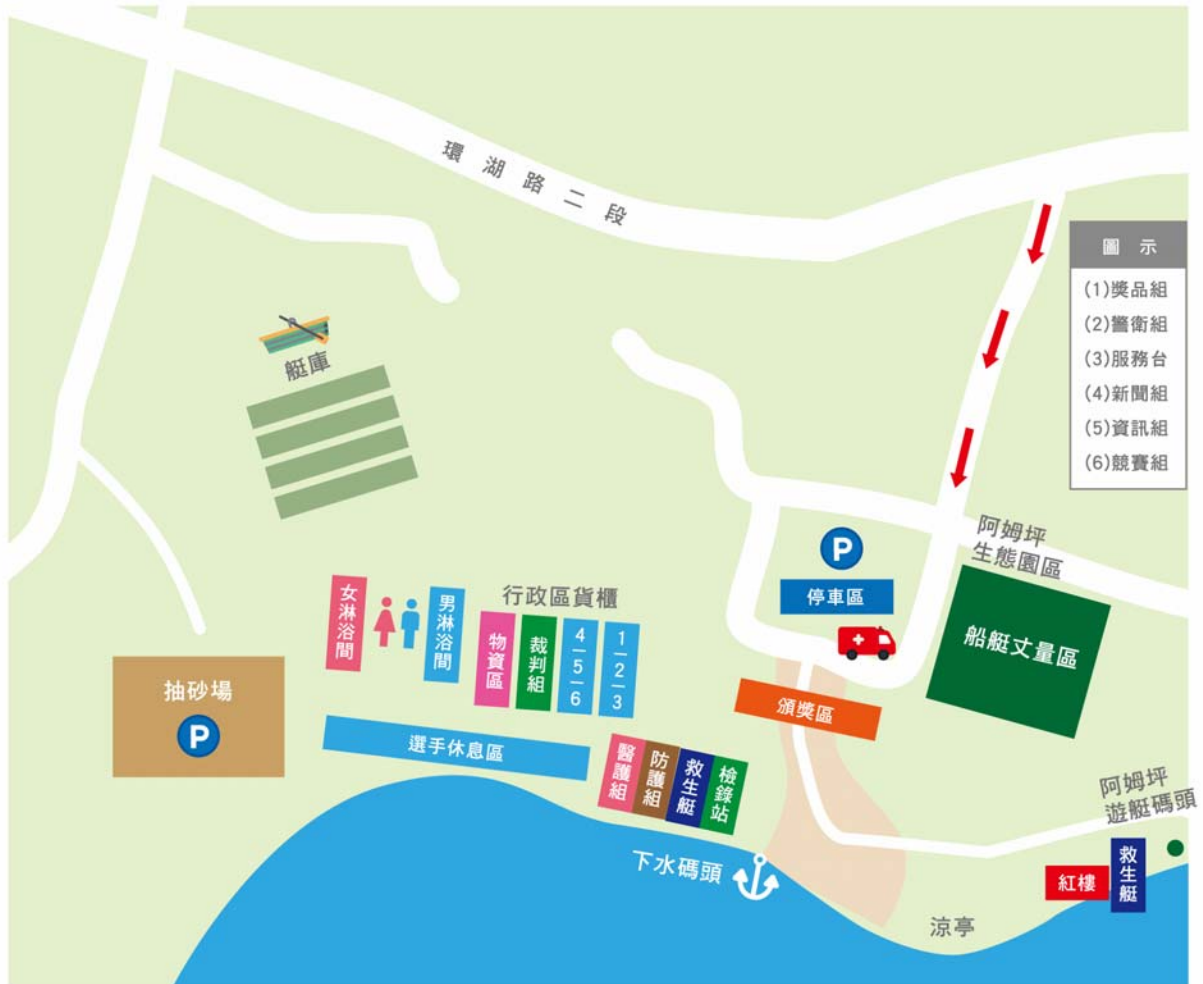 環湖路二段
圖示
(1)獎品組
(2)警衛組
(3)服務台
(4)新聞組
(5)資訊組
(6)競賽組
艇庫
阿姆坪
生態園區
P
停車區
船艇丈量區
行政區貨櫃
女淋浴間
男淋浴間
物資區
裁判組
4—5—6
1—2—3
抽砂場
P
頒獎區
選手休息區
醫護組
防護組
救生艇
檢錄站
阿姆坪
遊艇碼頭
下水碼頭
紅樓
救生艇
涼亭